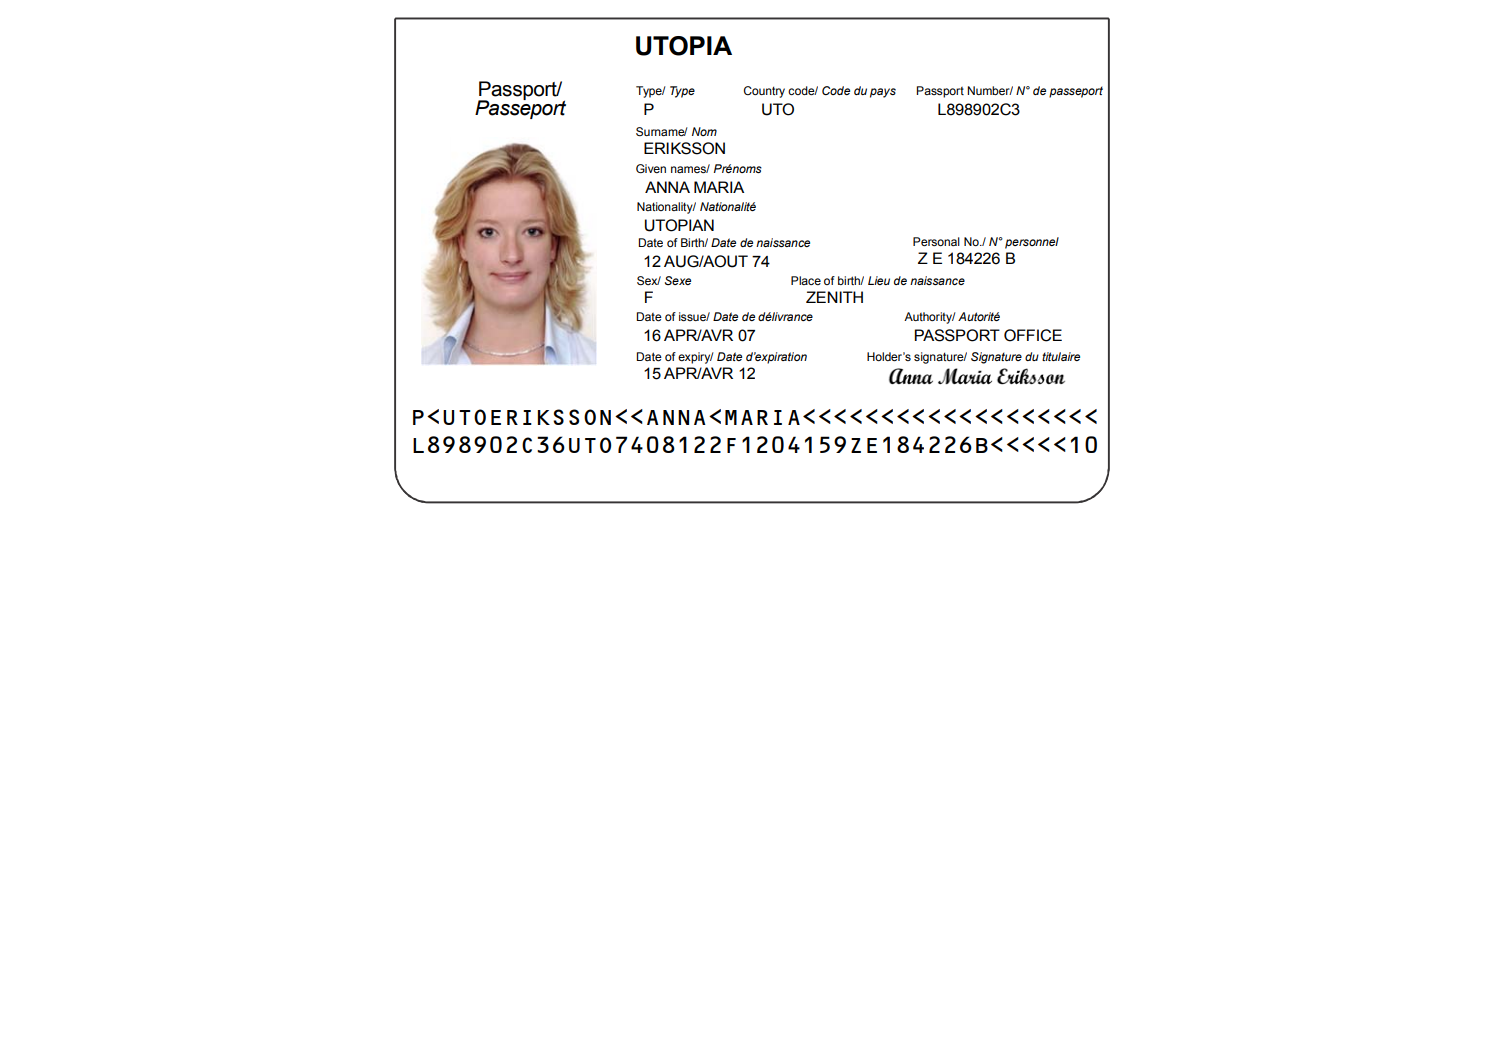 UTOPIA
Passport/
Passeport
Type/ Type Country code/ Code du pays Passport Number/ N° de passeport
P UTO L898902C3
Surname/ Nom
ERIKSSON
Given names/ Prénoms
ANNA MARIA
Nationality/ Nationalité
UTOPIAN
Date of Birth/ Date de naissance Personal No./ N° personnel
12 AUG/AOUT 74 Z E 184226 B
Sex/ Sexe Place of birth/ Lieu de naissance
F ZENITH
Date of issue/ Date de délivrance Authority/ Autorité
16 APR/AVR 07 PASSPORT OFFICE
Date of expiry/ Date d'expiration Holder's signature/ Signature du titulaire
15 APR/AVR 12 Anna Maria Eriksson
P<UTOERIKSSON<<ANNA<MARIA<<<<<<<<<<<<<<<<<<<
L898902C36UTO7408122F1204159ZE184226B<<<<<10